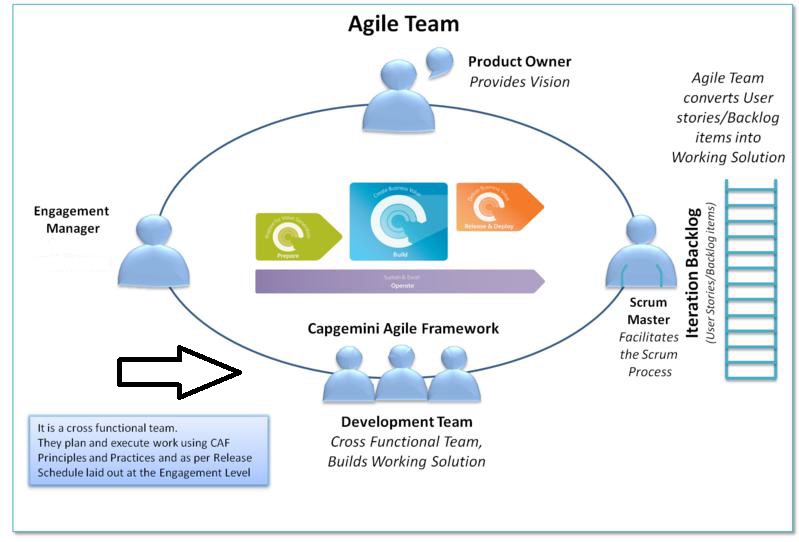 Agile Team
Product Owner
Provides Vision
Agile Team
converts User
stories/Backlog
items into
Working Solution
Engagement
Manager
Create Business Value
Build
Prepare
Release & Deploy
Sustain & Excel
Operate
Iteration Backlog
(User Stories/Backlog items)
Scrum
Master
Facilitates
the Scrum
Process
Capgemini Agile Framework
Development Team
Cross Functional Team,
Builds Working Solution
It is a cross functional team.
They plan and execute work using CAF
Principles and Practices and as per Release
Schedule laid out at the Engagement Level